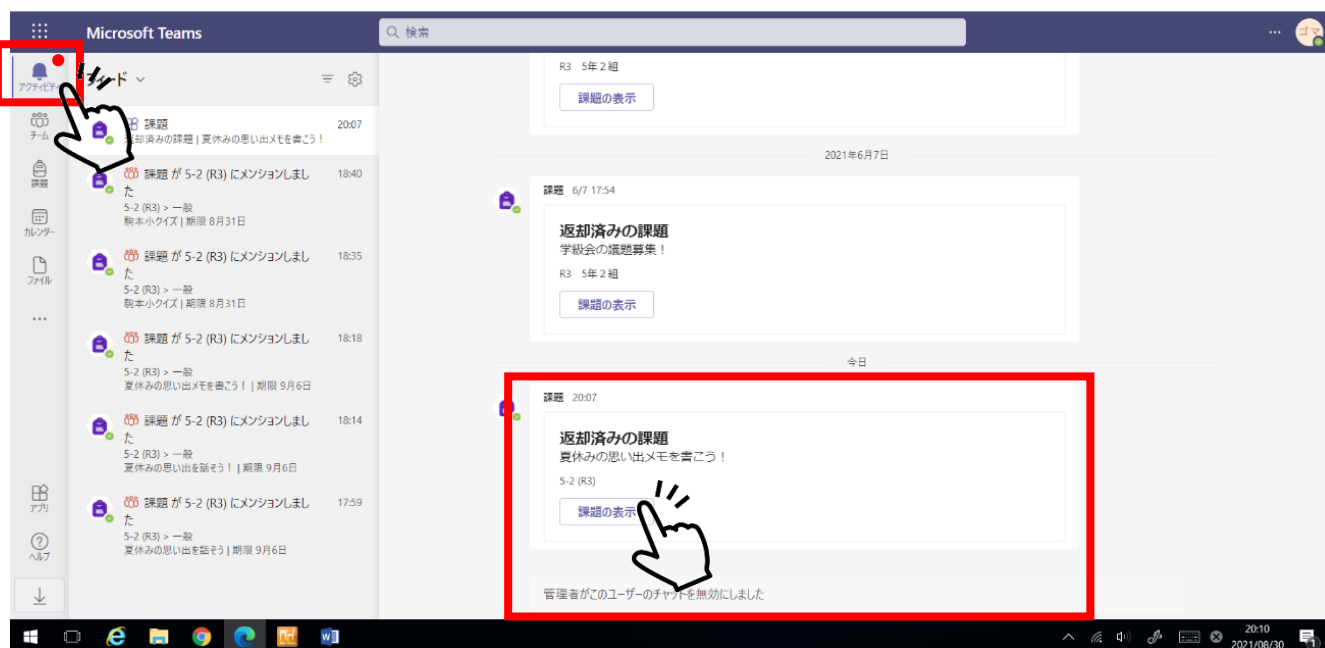 Microsoft Teams
検索
ゴマ
アクティビティ
チーム
課題
カレンダー
ファイル
アプリ
ヘルプ
課題
20:07
返却済みの課題 | 夏休みの思い出メモを書こう！
課題 が 5-2 (R3) にメンションしまし 18:40
た
5-2 (R3) > 一般
駒本小クイズ | 期限 8月31日
課題 が 5-2 (R3) にメンションしまし 18:35
た
5-2 (R3) > 一般
駒本小クイズ | 期限 8月31日
課題 が 5-2 (R3) にメンションしまし 18:18
た
5-2 (R3) > 一般
夏休みの思い出メモを書こう！ | 期限 9月6日
課題 が 5-2 (R3) にメンションしまし 18:14
た
5-2 (R3) > 一般
夏休みの思い出を話そう！ | 期限 9月6日
課題 が 5-2 (R3) にメンションしまし 17:59
た
5-2 (R3) > 一般
夏休みの思い出を話そう | 期限 9月6日
R3 5年2組
課題の表示
2021年6月7日
課題 6/7 17:54
返却済みの課題
学級会の議題募集！
R3 5年2組
課題の表示
今日
課題 20:07
返却済みの課題
夏休みの思い出メモを書こう！
5-2 (R3)
課題の表示
管理者がこのユーザーのチャットを無効にしました
20:10
2021/08/30